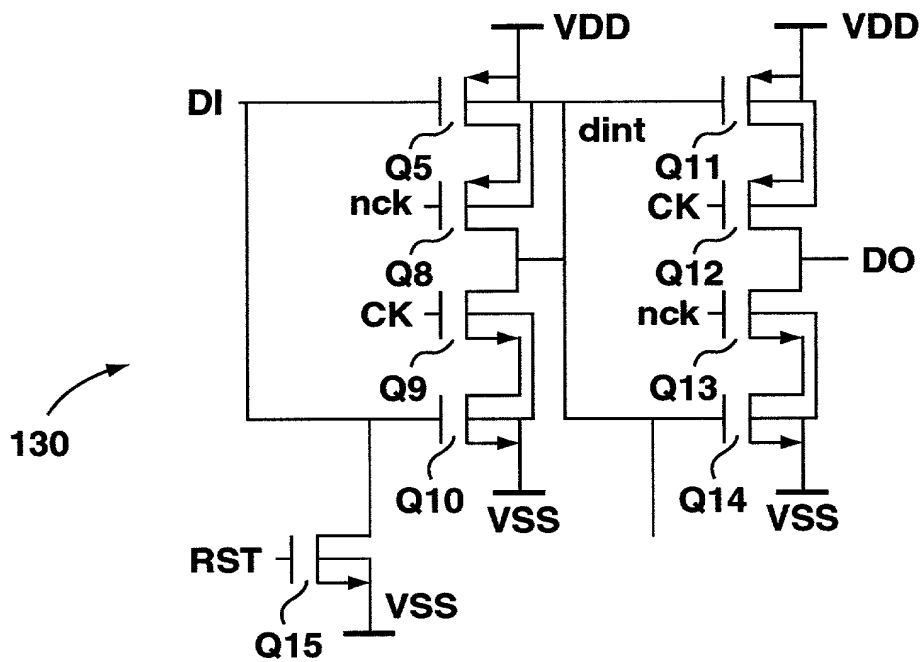 VDD
VDD
DI
dint
Q5
Q11
nck
CK
Q8
Q12
DO
CK
nck
Q9
Q13
130
Q10
Q14
VSS
VSS
RST
VSS
Q15